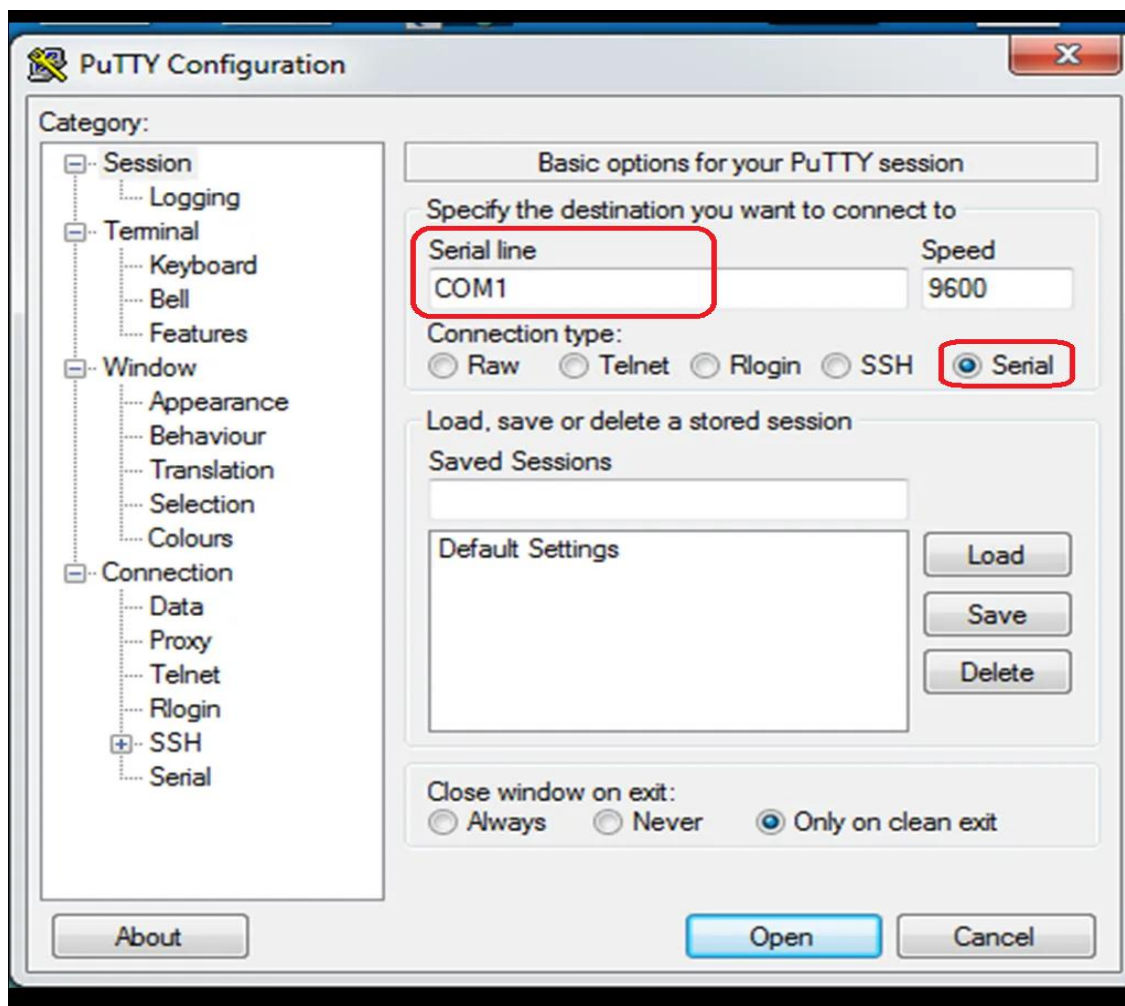 PuTTY Configuration
Category:
Session
Logging
Terminal
Keyboard
Bell
Features
Window
Appearance
Behaviour
Translation
Selection
Colours
Connection
Data
Proxy
Telnet
Rlogin
SSH
Serial
Basic options for your PuTTY session
Specify the destination you want to connect to
Serial line Speed
COM1 9600
Connection type:
Raw Telnet Rlogin SSH Serial
Load, save or delete a stored session
Saved Sessions
Default Settings
Load
Save
Delete
Close window on exit:
Always Never Only on clean exit
About Open Cancel